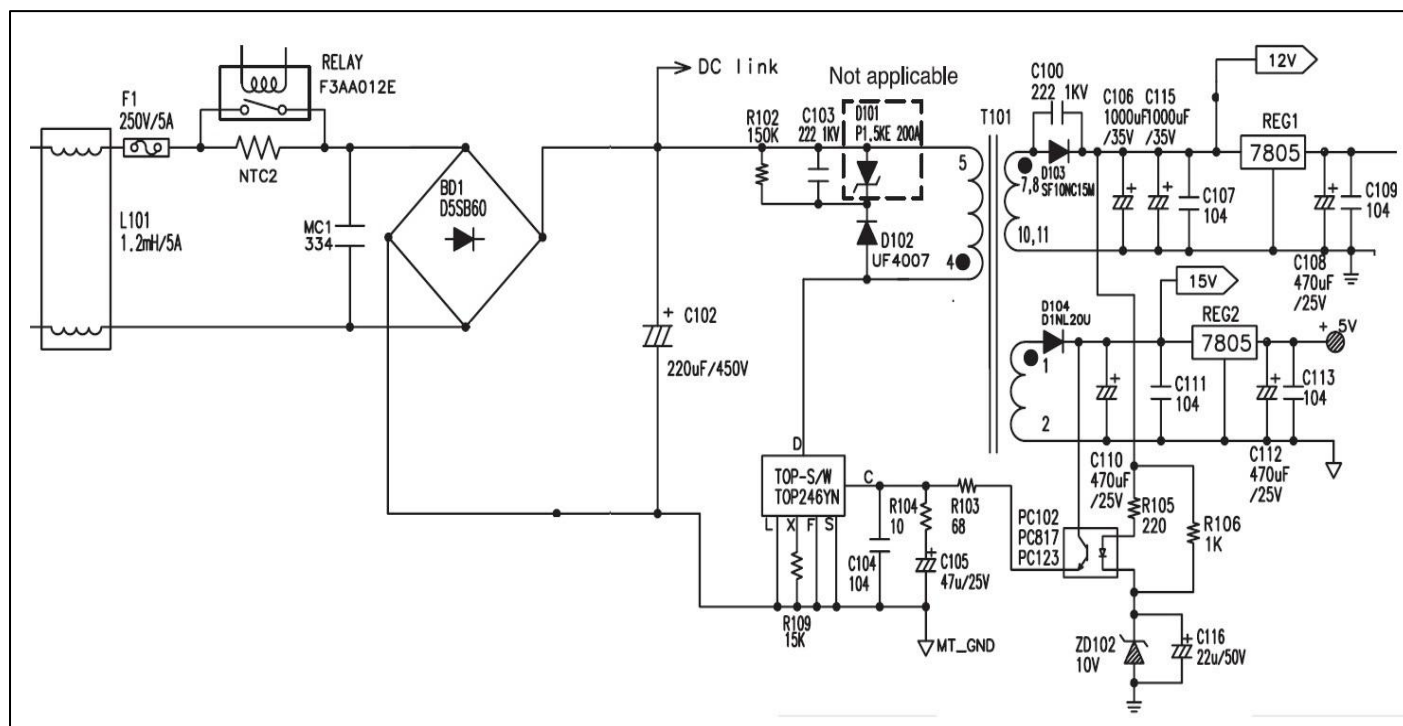 RELAY
F3AA012E
F1
250V/5A
NTC2
L101
1.2mH/5A
MC1
334
BD1
D5SB60
DC link
C102
+
220uF/450V
R102
150K
C103
222 1KV
Not applicable
D101
P1.5KE 200A
D102
UF4007
T101
5
4
7,8
10,11
1
2
C100
222 1KV
D103
SF10NC15M
C106
1000uF
/35V
C115
1000uF
/35V
+
+
C107
104
12V
REG1
7805
+
C108
470uF
/25V
C109
104
D104
D1NL20U
15V
REG2
7805
+ 5V
+
C110
470uF
/25V
C111
104
+
C112
470uF
/25V
C113
104
D
TOP-S/W
TOP246YN
C
L X F S
R109
15K
C104
104
R104
10
R103
68
+
C105
47u/25V
MT_GND
PC102
PC817
PC123
R105
220
R106
1K
ZD102
10V
+
C116
22u/50V